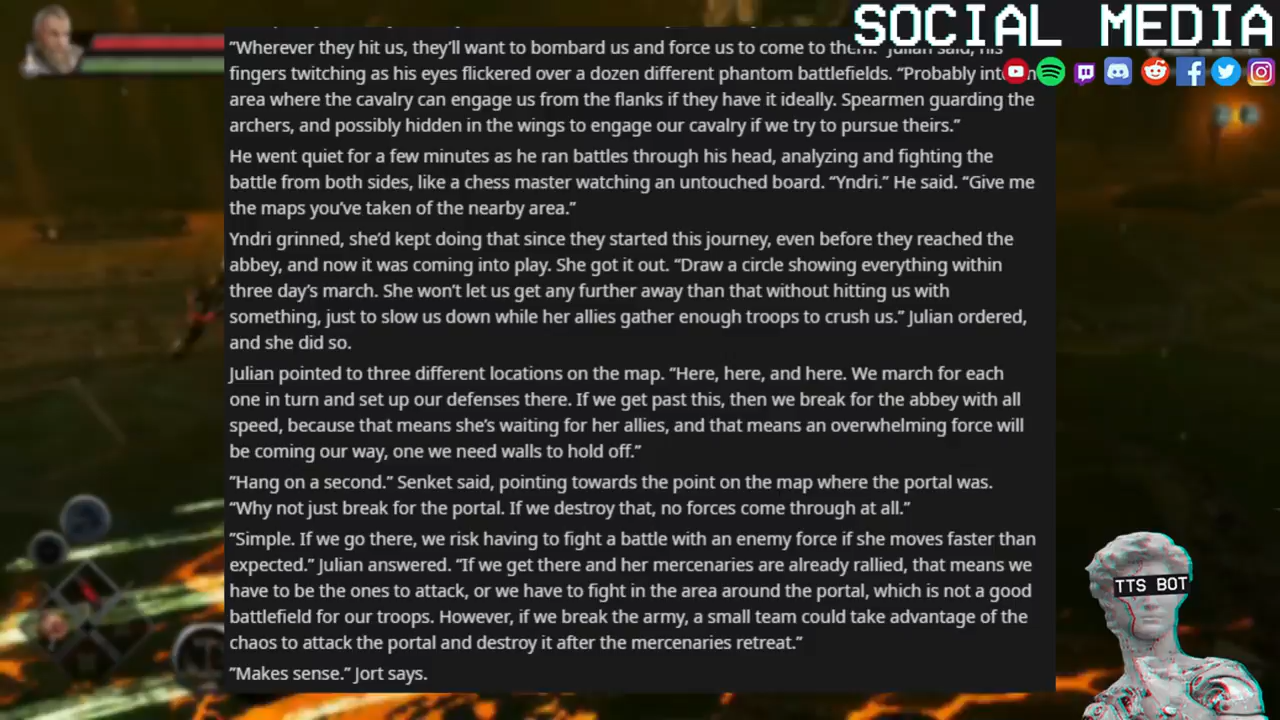 SOCIAL MEDIA
"Wherever they hit us, they'll want to bombard us and force us to come to them." Julian said, his
fingers twitching as his eyes flickered over a dozen different phantom battlefields. "Probably into an
area where the cavalry can engage us from the flanks if they have it ideally. Spearmen guarding the
archers, and possibly hidden in the wings to engage our cavalry if we try to pursue theirs."
He went quiet for a few minutes as he ran battles through his head, analyzing and fighting the
battle from both sides, like a chess master watching an untouched board. "Yndri." He said. "Give me
the maps you've taken of the nearby area."
Yndri grinned, she'd kept doing that since they started this journey, even before they reached the
abbey, and now it was coming into play. She got it out. "Draw a circle showing everything within
three day's march. She won't let us get any further away than that without hitting us with
something, just to slow us down while her allies gather enough troops to crush us." Julian ordered,
and she did so.
Julian pointed to three different locations on the map. "Here, here, and here. We march for each
one in turn and set up our defenses there. If we get past this, then we break for the abbey with all
speed, because that means she's waiting for her allies, and that means an overwhelming force will
be coming our way, one we need walls to hold off."
"Hang on a second." Senket said, pointing towards the point on the map where the portal was.
"Why not just break for the portal. If we destroy that, no forces come through at all."
"Simple. If we go there, we risk having to fight a battle with an enemy force if she moves faster than
expected." Julian answered. "If we get there and her mercenaries are already rallied, that means we
have to be the ones to attack, or we have to fight in the area around the portal, which is not a good
battlefield for our troops. However, if we break the army, a small team could take advantage of the
chaos to attack the portal and destroy it after the mercenaries retreat."
"Makes sense." Jort says.
TTS BOT